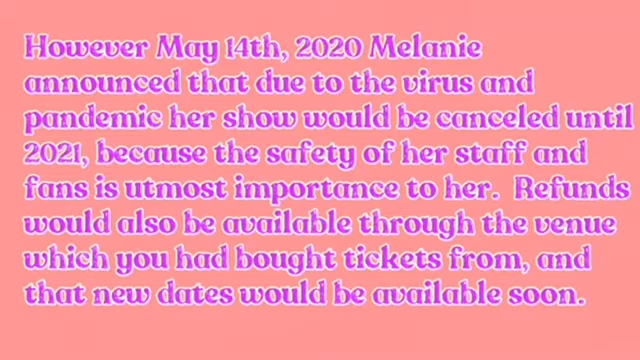 However May 14th, 2020 Melanie
announced that due to the virus and
pandemic her show would be canceled until
2021, because the safety of her staff and
fans is utmost importance to her.  Refunds
would also be available through the venue
which you had bought tickets from, and
that new dates would be available soon.